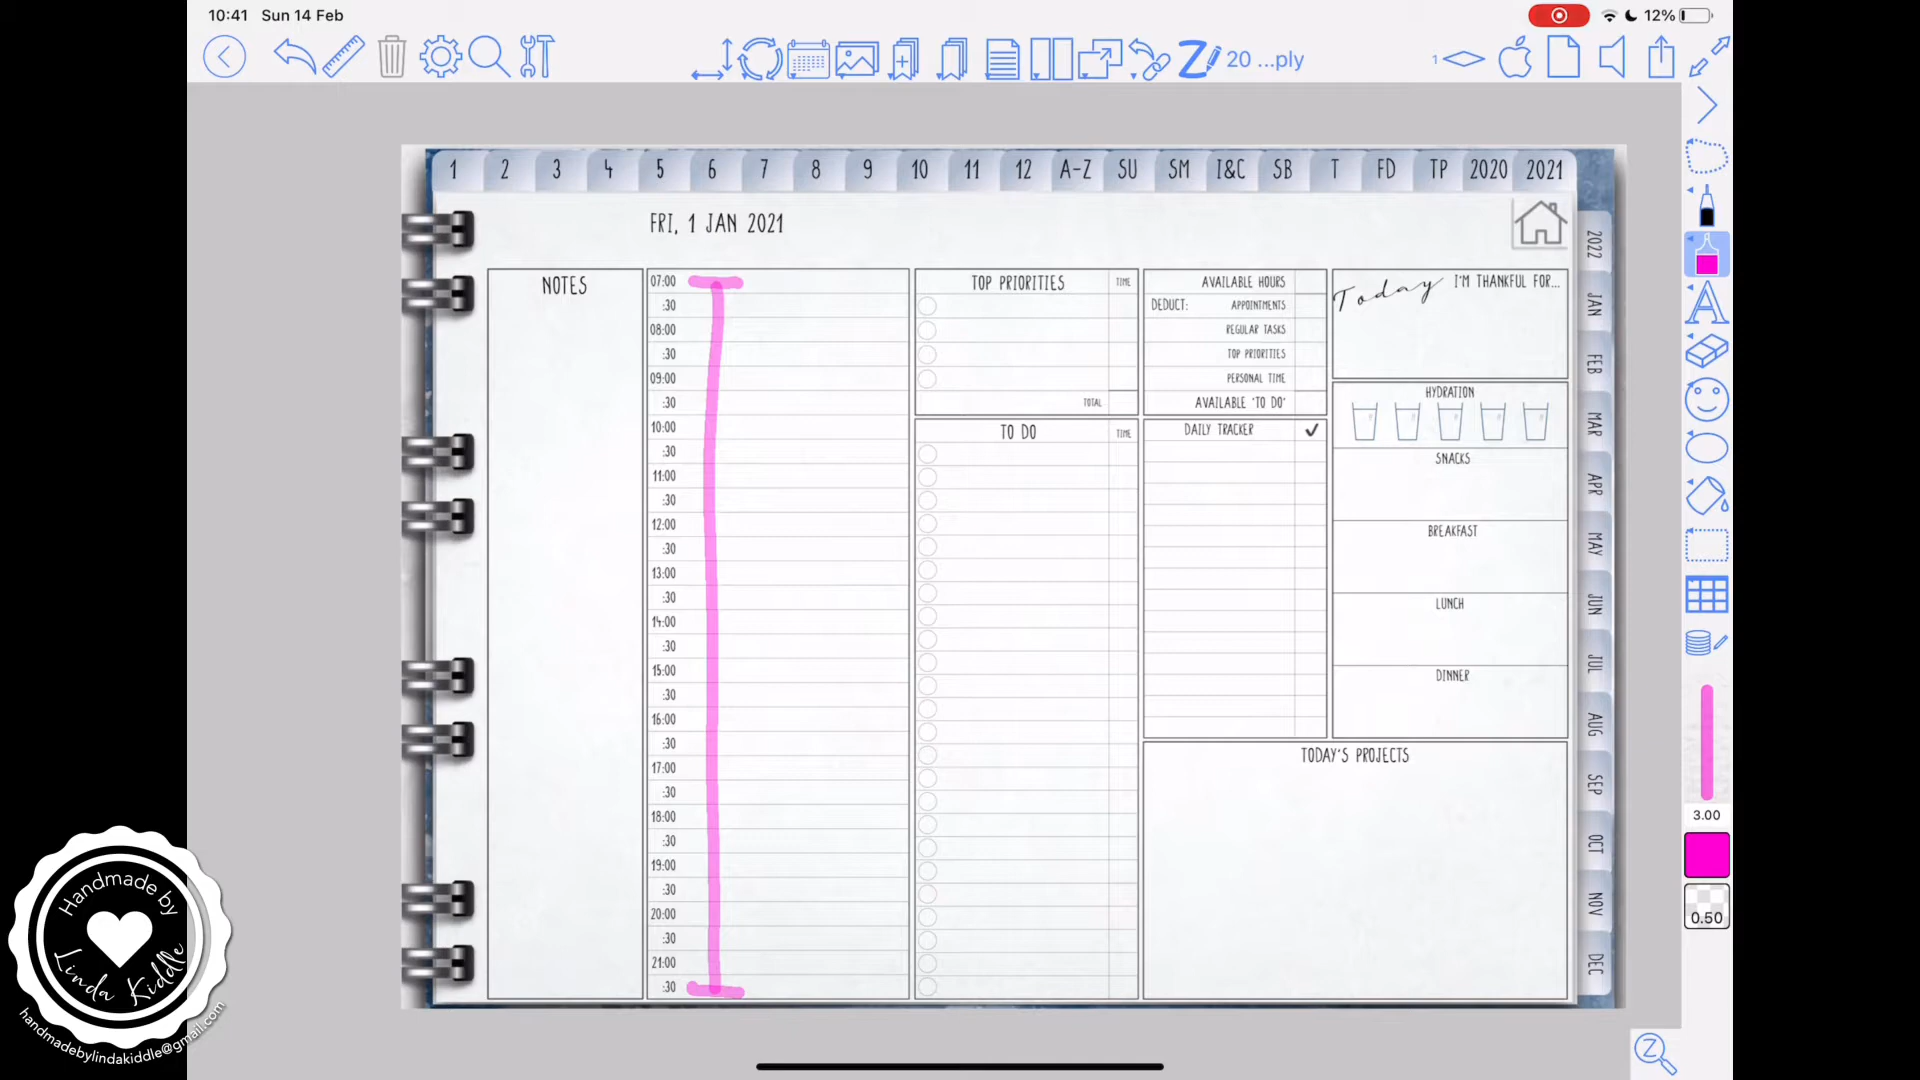 10:41 Sun 14 Feb
12%
20 ...ply
1
1 2 3 4 5 6 7 8 9 10 11 12 A-Z SU SM I&C SB T FD TP 2020 2021
FRI, 1 JAN 2021
NOTES
07:00
:30
08:00
:30
09:00
:30
10:00
:30
11:00
:30
12:00
:30
13:00
:30
14:00
:30
15:00
:30
16:00
:30
17:00
:30
18:00
:30
19:00
:30
20:00
:30
21:00
:30
TOP PRIORITIES TIME
TOTAL
TO DO TIME
AVAILABLE HOURS
DEDUCT: APPOINTMENTS
REGULAR TASKS
TOP PRIORITIES
PERSONAL TIME
AVAILABLE 'TO DO'
DAILY TRACKER
Today I'M THANKFUL FOR...
HYDRATION
SNACKS
BREAKFAST
LUNCH
DINNER
TODAY'S PROJECTS
2022
JAN
FEB
MAR
APR
MAY
JUN
JUL
AUG
SEP
OCT
NOV
DEC
3.00
0.50
Handmade by
Linda Kiddle
handmadebylindakiddle@gmail.com